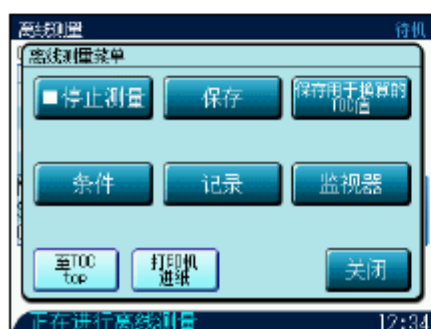 离线测量 待机
离线测量菜单
■停止测量 保存 保存用于换算的
TOC值
条件 记录 监视器
至TOC
top
打印机
进纸
关闭
正在进行离线测量 12:34